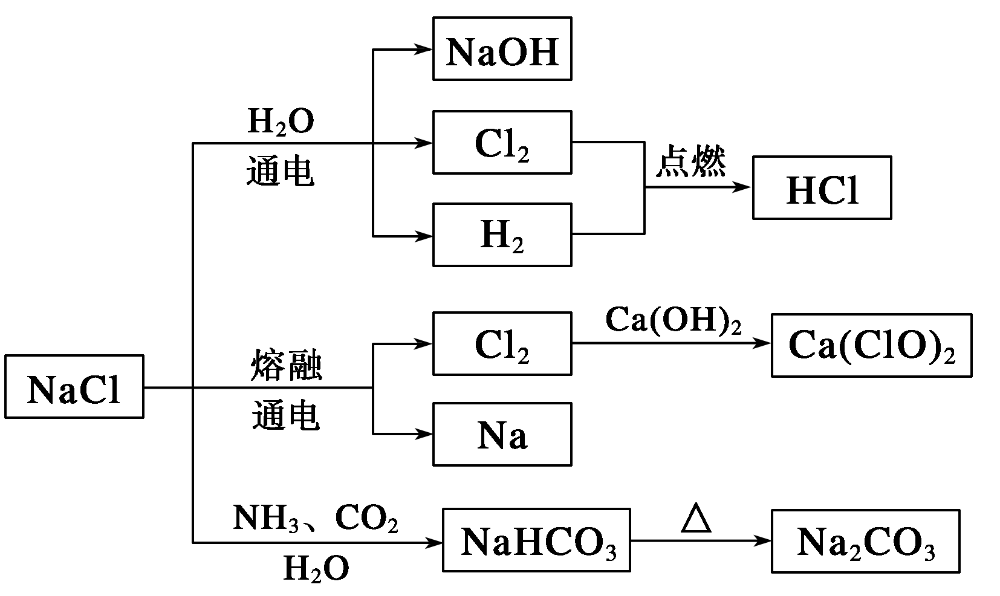 NaOH
H₂O
通电
Cl₂
点燃
HCl
H₂
Cl₂
Ca(OH)₂
Ca(ClO)₂
NaCl
熔融
通电
Na
NH₃、CO₂
H₂O
NaHCO₃
△
Na₂CO₃